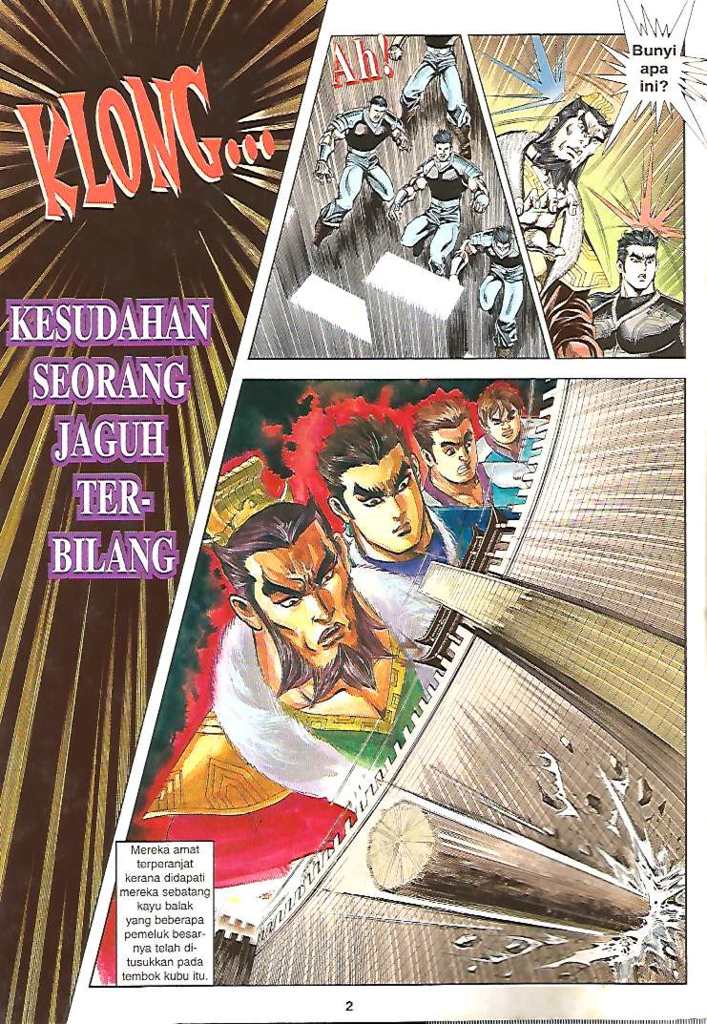 KLONG...
KESUDAHAN
SEORANG
JAGUH
TER-
BILANG
Ah!
Bunyi
apa
ini?
Mereka amat
terperanjat
kerana didapati
mereka sebatang
kayu balak
yang beberapa
pemeluk besar-
nya telah di-
tusukkan pada
tembok kubu itu.
2